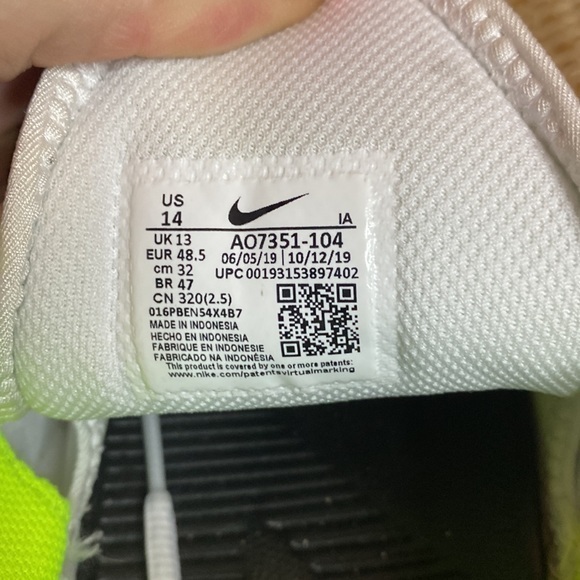 US
14
IA
UK 13
AO7351-104
EUR 48.5
06/05/19 | 10/12/19
cm 32
UPC 00193153897402
BR 47
CN 320(2.5)
016PBEN54X4B7
MADE IN INDONESIA
HECHO EN INDONESIA
FABRIQUE EN INDONESIE
FABRICADO NA INDONÉSIA
This product is covered by one or more patents:
www.nike.com/patentsvirtualmarking